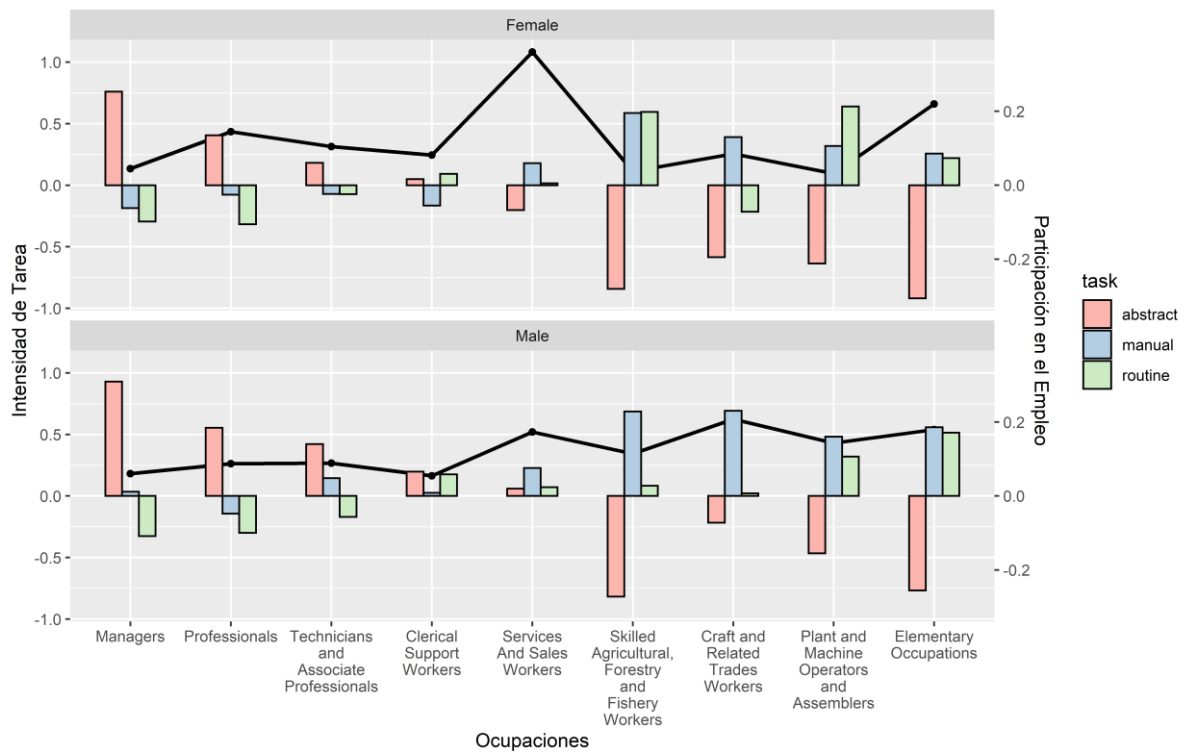 Female
1.0
0.5
0.0
-0.5
-1.0
0.2
0.0
-0.2
Male
1.0
0.5
0.0
-0.5
-1.0
0.2
0.0
-0.2
Intensidad de Tarea
Participación en el Empleo
task
abstract
manual
routine
Managers
Professionals
Technicians
and
Associate
Professionals
Clerical
Support
Workers
Services
And Sales
Workers
Skilled
Agricultural,
Forestry
and
Fishery
Workers
Craft and
Related
Trades
Workers
Plant and
Machine
Operators
and
Assemblers
Elementary
Occupations
Ocupaciones